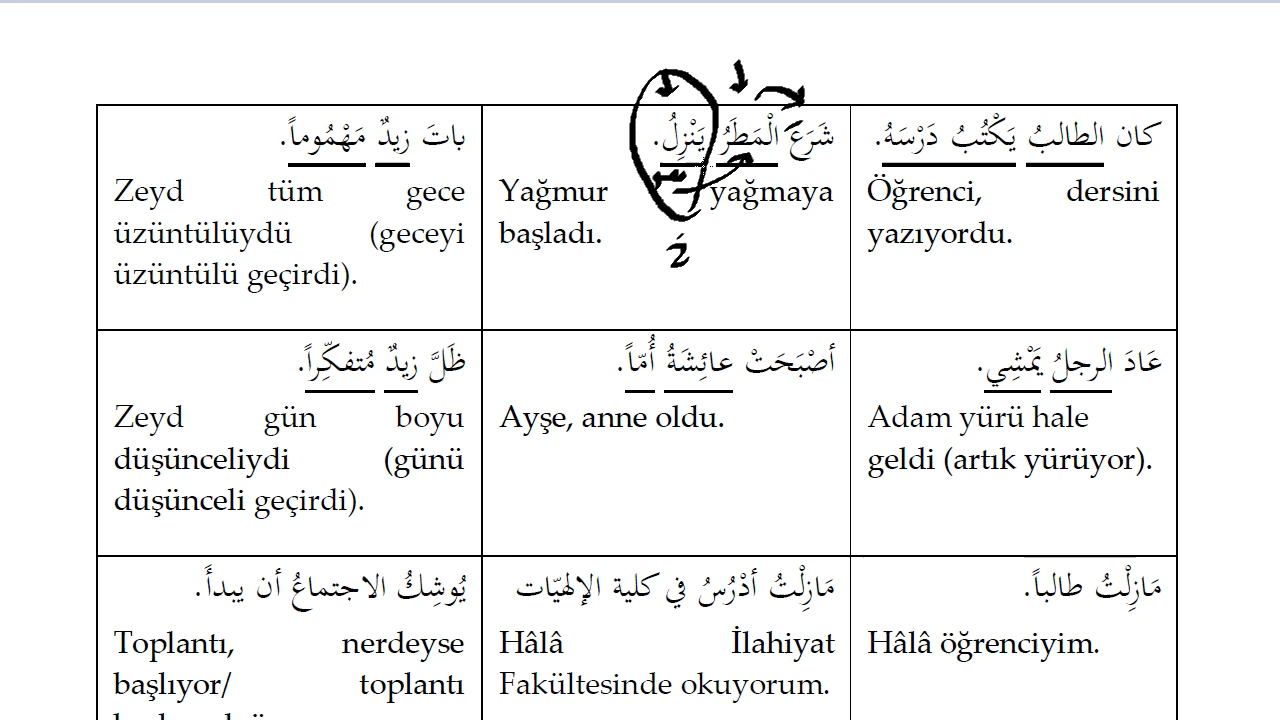 كان الطالبُ يَكْتُبُ دَرْسَهُ.
Öğrenci, dersini
yazıyordu.
شَرَعَ الْمَطَرُ يَنْزِلُ.
Yağmur yağmaya
başladı.
باتَ زيدٌ مَهْمُوماً.
Zeyd tüm gece
üzüntülüydü (geceyi
üzüntülü geçirdi).
عَادَ الرجلُ يَمْشِي.
Adam yürü hale
geldi (artık yürüyor).
أصْبَحَتْ عائِشَةُ أُمّاً.
Ayşe, anne oldu.
ظَلَّ زيدٌ مُتفكِّراً.
Zeyd gün boyu
düşünceliydi (günü
düşünceli geçirdi).
مَازِلْتُ طالباً.
Hâlâ öğrenciyim.
مَازِلْتُ أدْرُسُ في كلية الإلهيّات
Hâlâ İlahiyat
Fakültesinde okuyorum.
يُوشِكُ الاجتماعُ أن يبدأَ.
Toplantı, nerdeyse
başlıyor/ toplantı